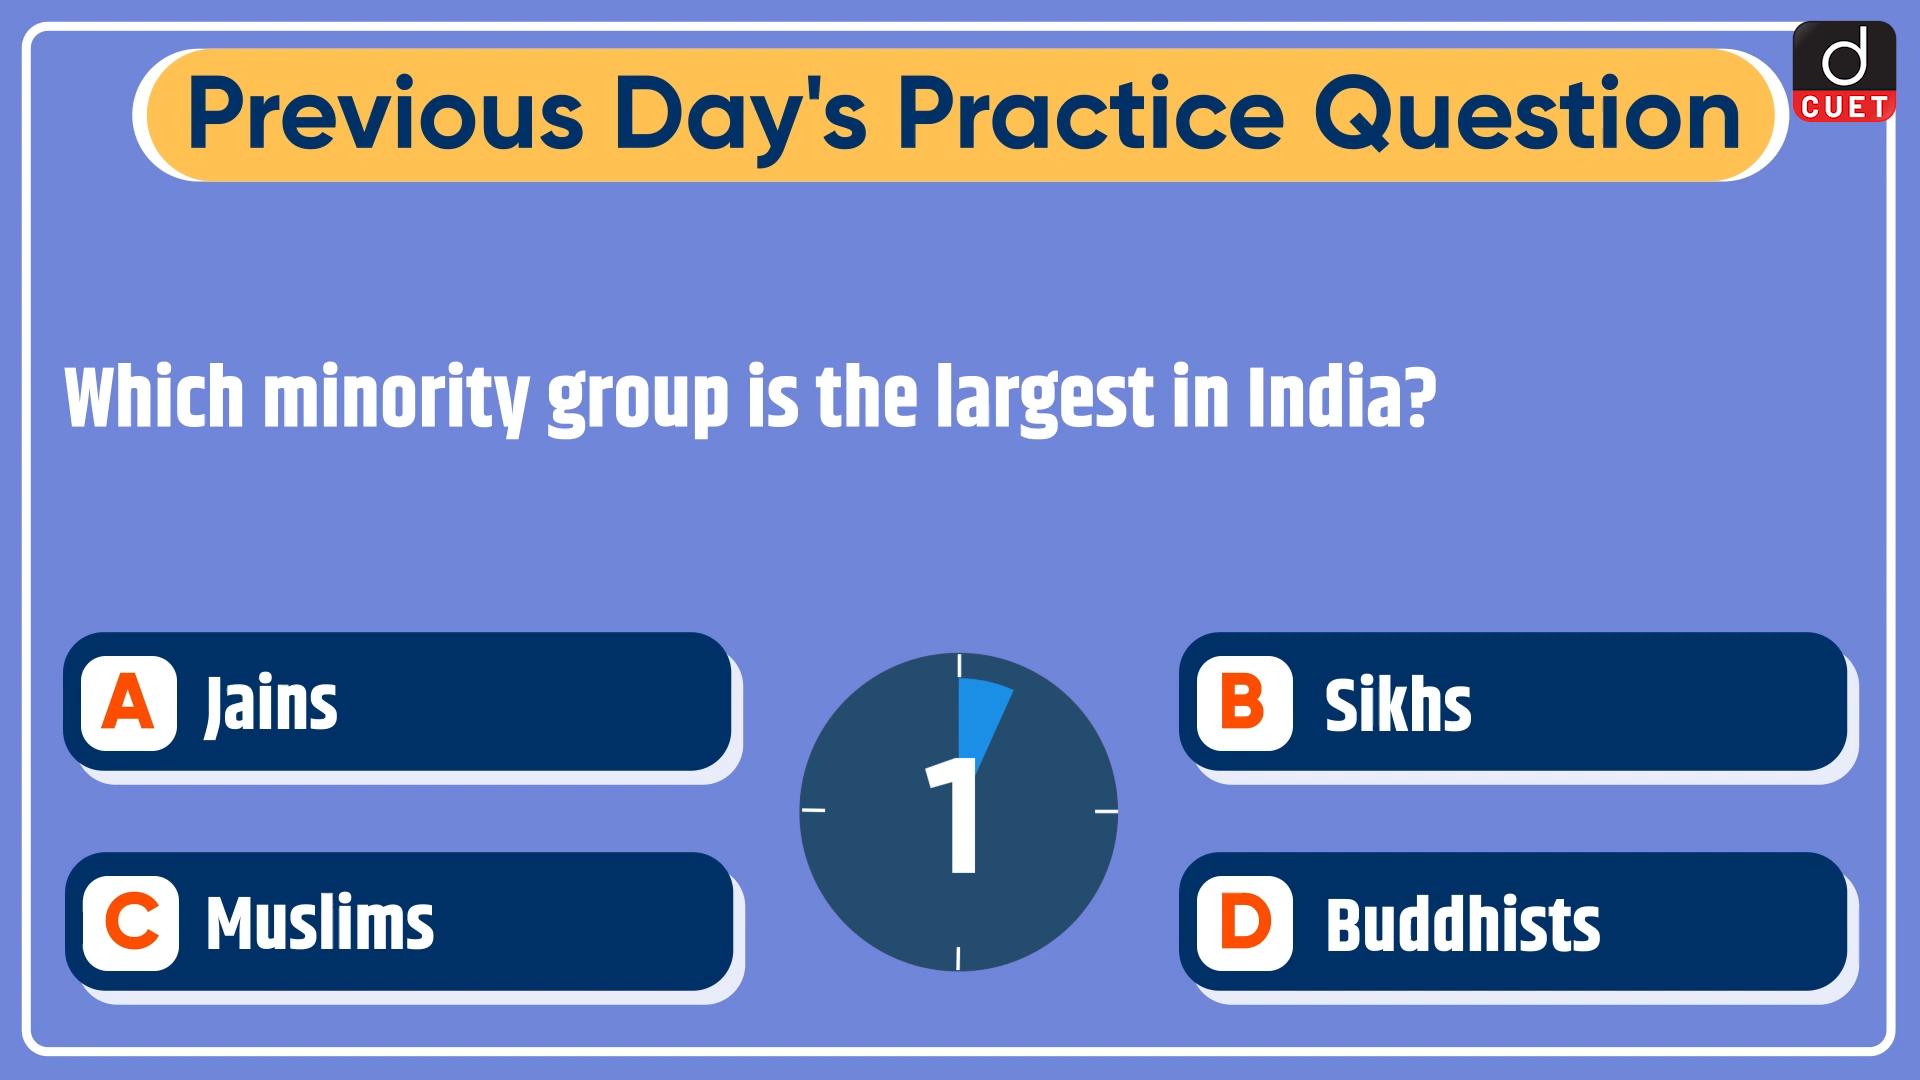 Previous Day's Practice Question
d
CUET
Which minority group is the largest in India?
A Jains
B Sikhs
1
C Muslims
D Buddhists